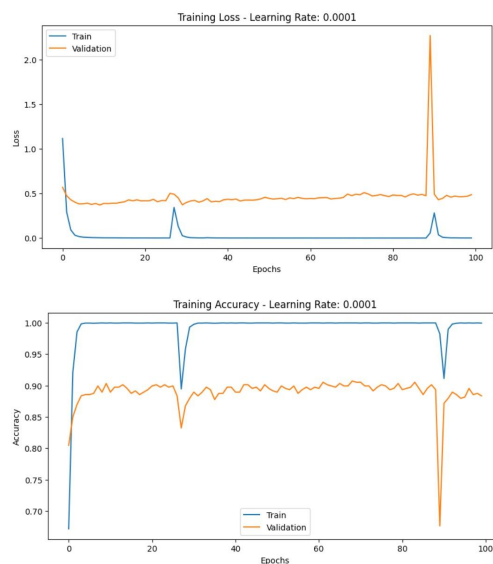 Training Loss - Learning Rate: 0.0001
Train
Validation
2.0
1.5
1.0
0.5
0.0
Loss
0 20 40 60 80 100
Epochs
Training Accuracy - Learning Rate: 0.0001
1.00
0.95
0.90
0.85
0.80
0.75
0.70
Accuracy
Train
Validation
0 20 40 60 80 100
Epochs